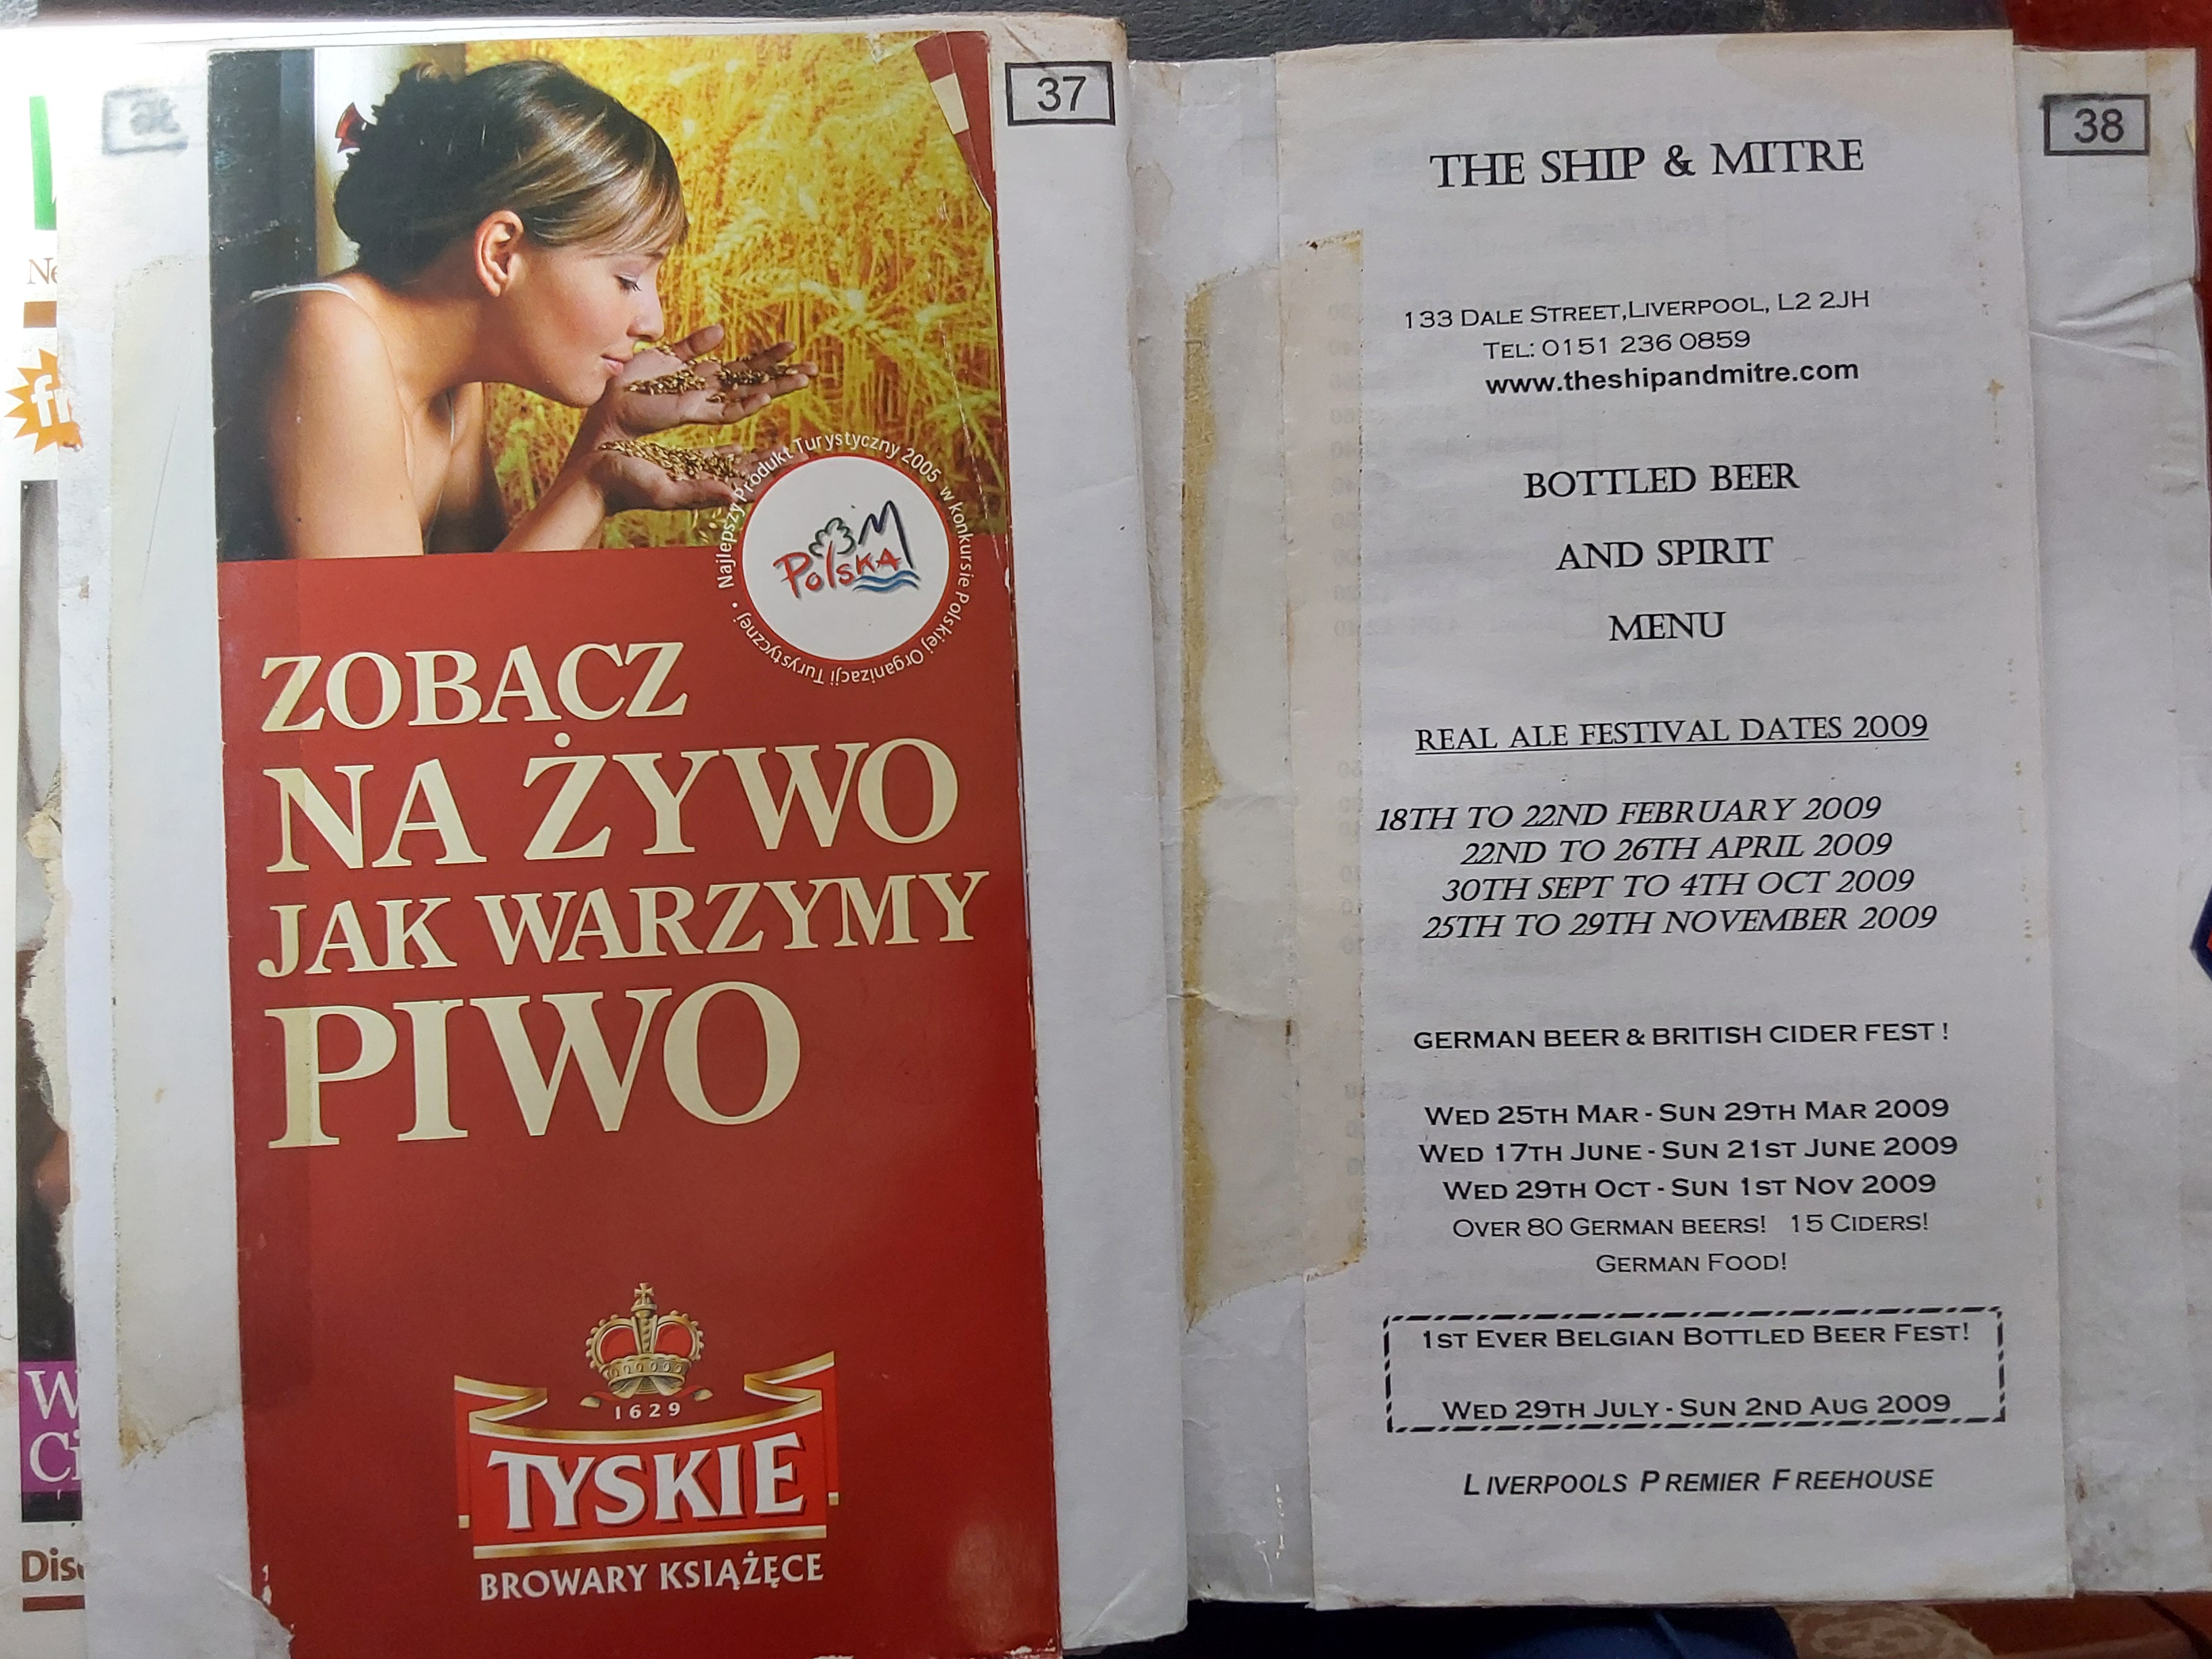 37
Najlepszy Produkt Turystyczny 2005 w konkursie Polskiej Organizacji Turystycznej •
POLSKA
ZOBACZ
NA ŻYWO
JAK WARZYMY
PIWO
1629
TYSKIE
BROWARY KSIĄŻĘCE
38
THE SHIP & MITRE
133 DALE STREET,LIVERPOOL, L2 2JH
TEL: 0151 236 0859
www.theshipandmitre.com
BOTTLED BEER
AND SPIRIT
MENU
REAL ALE FESTIVAL DATES 2009
18TH TO 22ND FEBRUARY 2009
22ND TO 26TH APRIL 2009
30TH SEPT TO 4TH OCT 2009
25TH TO 29TH NOVEMBER 2009
GERMAN BEER & BRITISH CIDER FEST !
WED 25TH MAR - SUN 29TH MAR 2009
WED 17TH JUNE - SUN 21ST JUNE 2009
WED 29TH OCT - SUN 1ST NOV 2009
OVER 80 GERMAN BEERS! 15 CIDERS!
GERMAN FOOD!
1ST EVER BELGIAN BOTTLED BEER FEST!
WED 29TH JULY - SUN 2ND AUG 2009
LIVERPOOLS PREMIER FREEHOUSE